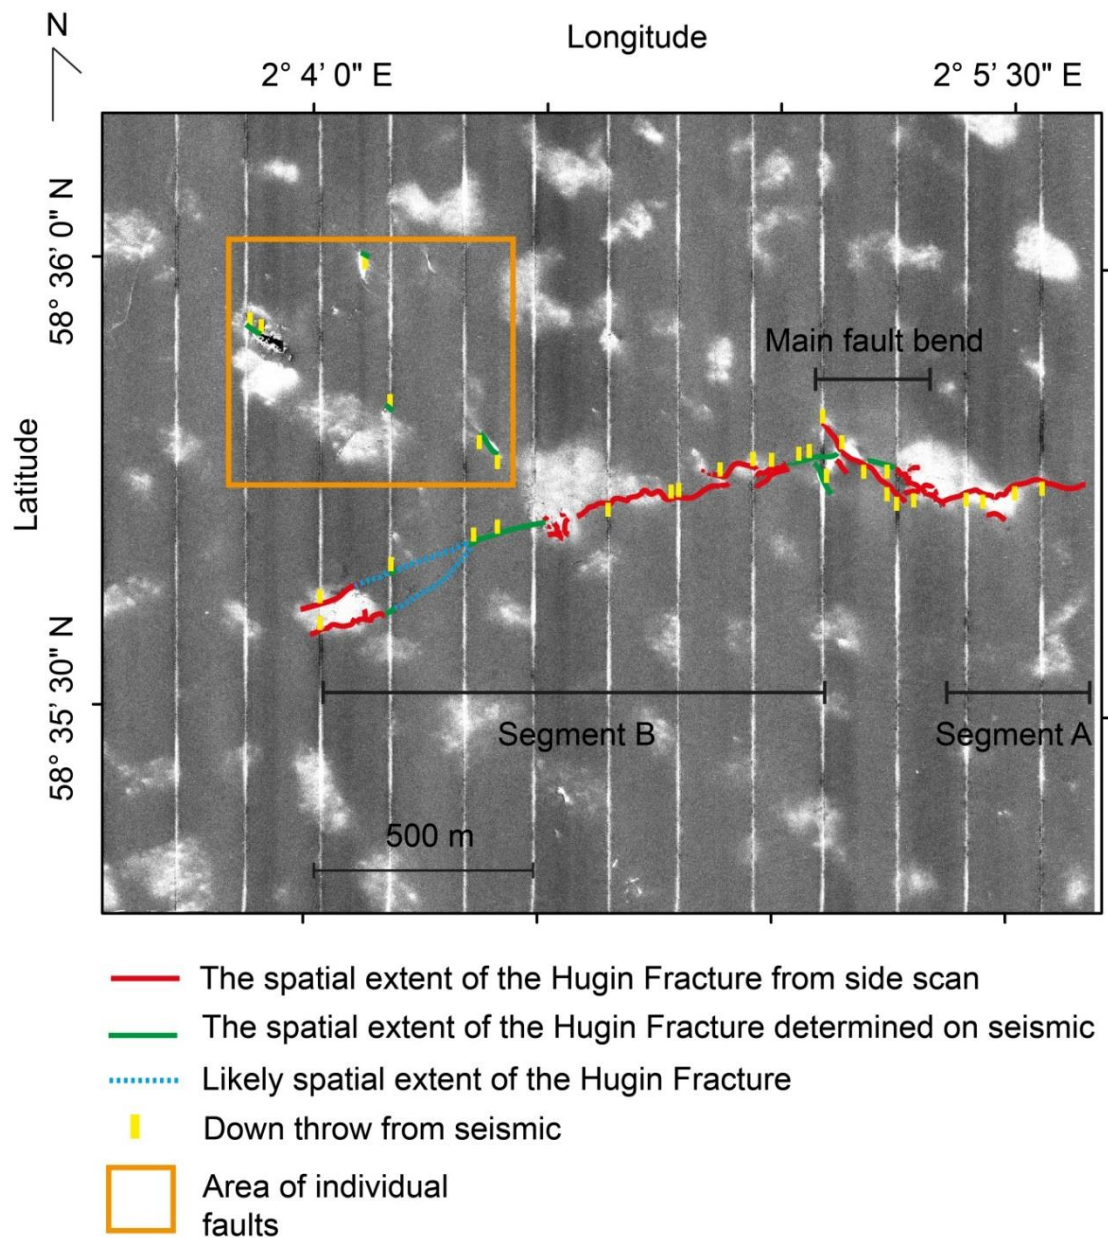 N
Longitude
2° 4’ 0" E
2° 5’ 30" E
58° 36’ 0" N
Main fault bend
Latitude
58° 35’ 30" N
Segment B
Segment A
500 m
The spatial extent of the Hugin Fracture from side scan
The spatial extent of the Hugin Fracture determined on seismic
Likely spatial extent of the Hugin Fracture
Down throw from seismic
Area of individual
faults